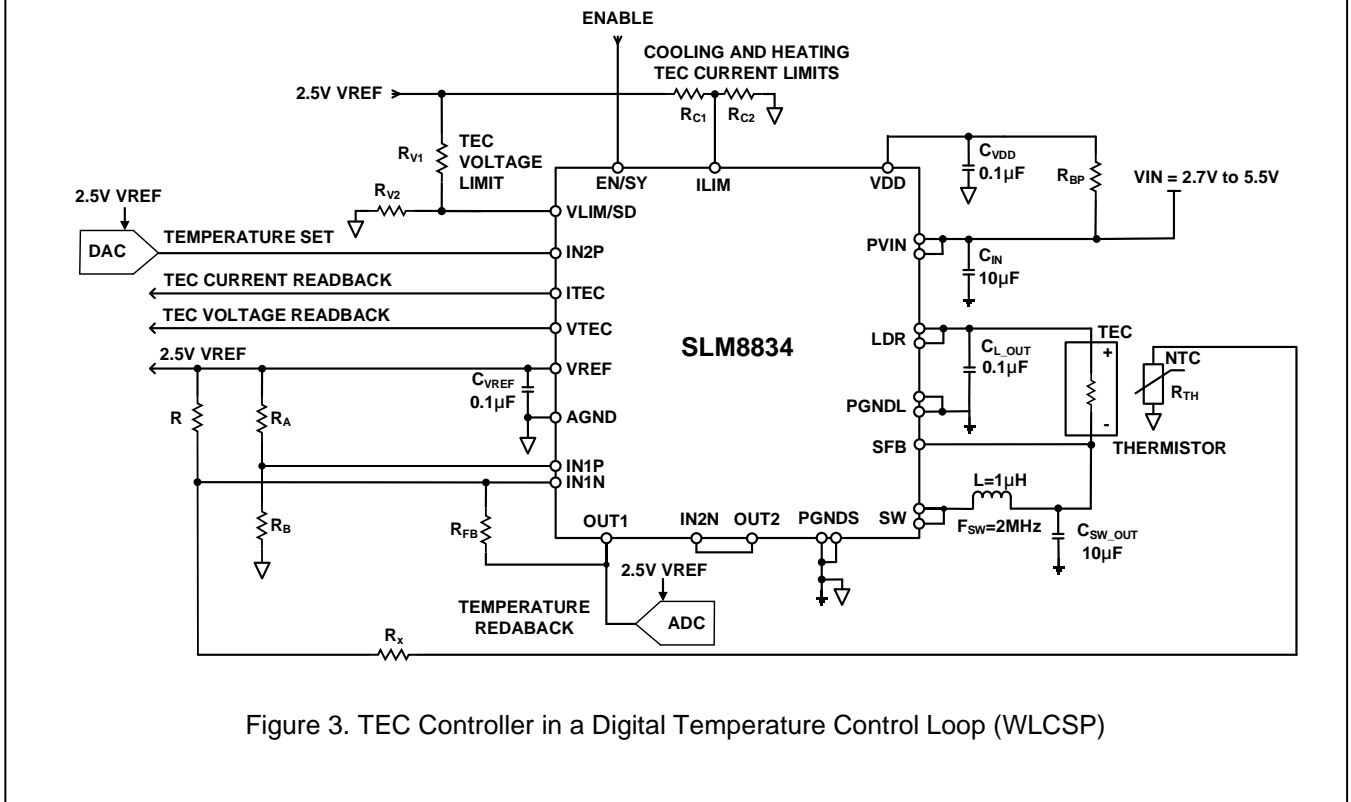 ENABLE
COOLING AND HEATING
TEC CURRENT LIMITS
2.5V VREF
RC1
RC2
RV1
TEC
VOLTAGE
LIMIT
RV2
EN/SY
ILIM
VDD
CVDD
0.1µF
RBP
VIN = 2.7V to 5.5V
2.5V VREF
DAC
TEMPERATURE SET
VLIM/SD
IN2P
PVIN
CIN
10µF
TEC CURRENT READBACK
ITEC
TEC VOLTAGE READBACK
VTEC
SLM8834
LDR
CL_OUT
0.1µF
TEC
+
-
NTC
RTH
THERMISTOR
2.5V VREF
VREF
CVREF
0.1µF
AGND
PGNDL
SFB
R
RA
IN1P
IN1N
RB
RFB
OUT1
IN2N
OUT2
PGNDS
SW
L=1µH
FSW=2MHz
CSW_OUT
10µF
2.5V VREF
TEMPERATURE
REDABACK
ADC
Rx
Figure 3. TEC Controller in a Digital Temperature Control Loop (WLCSP)